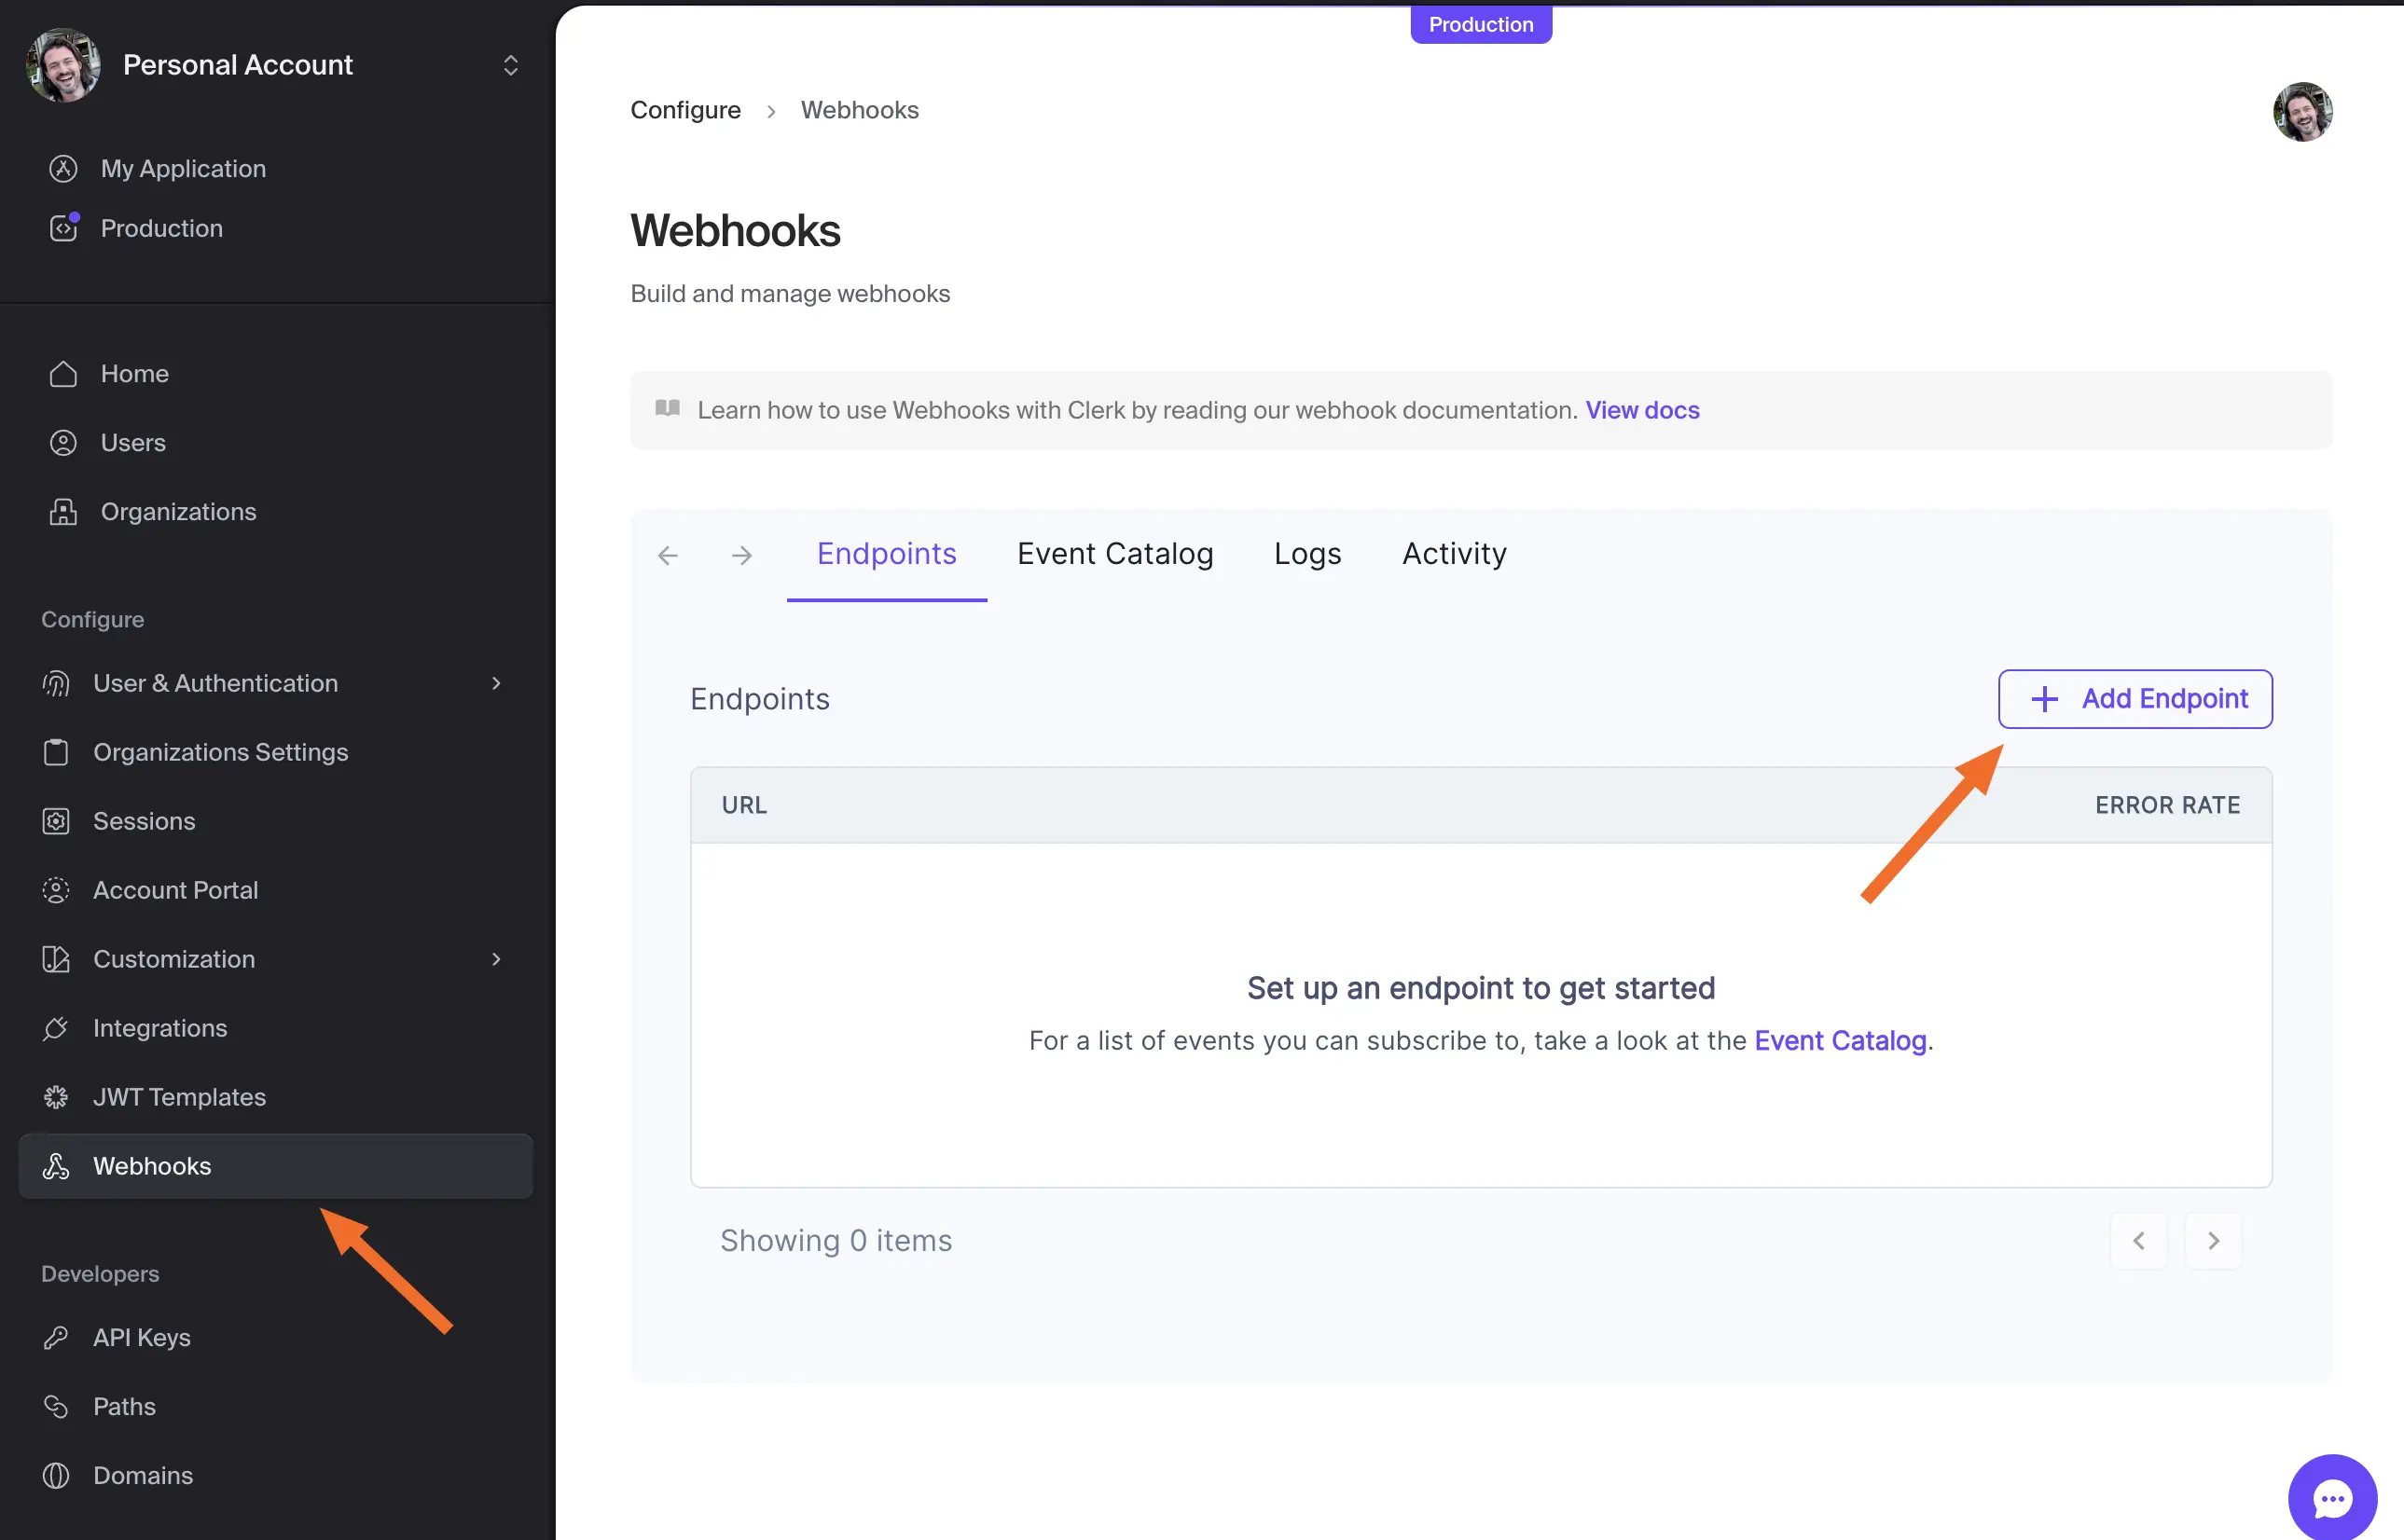 Personal Account
My Application
Production
Home
Users
Organizations
Configure
User & Authentication
Organizations Settings
Sessions
Account Portal
Customization
Integrations
JWT Templates
Webhooks
Developers
API Keys
Paths
Domains
Production
Configure > Webhooks
Webhooks
Build and manage webhooks
Learn how to use Webhooks with Clerk by reading our webhook documentation. View docs
Endpoints Event Catalog Logs Activity
Endpoints
Add Endpoint
URL ERROR RATE
Set up an endpoint to get started
For a list of events you can subscribe to, take a look at the Event Catalog.
Showing 0 items